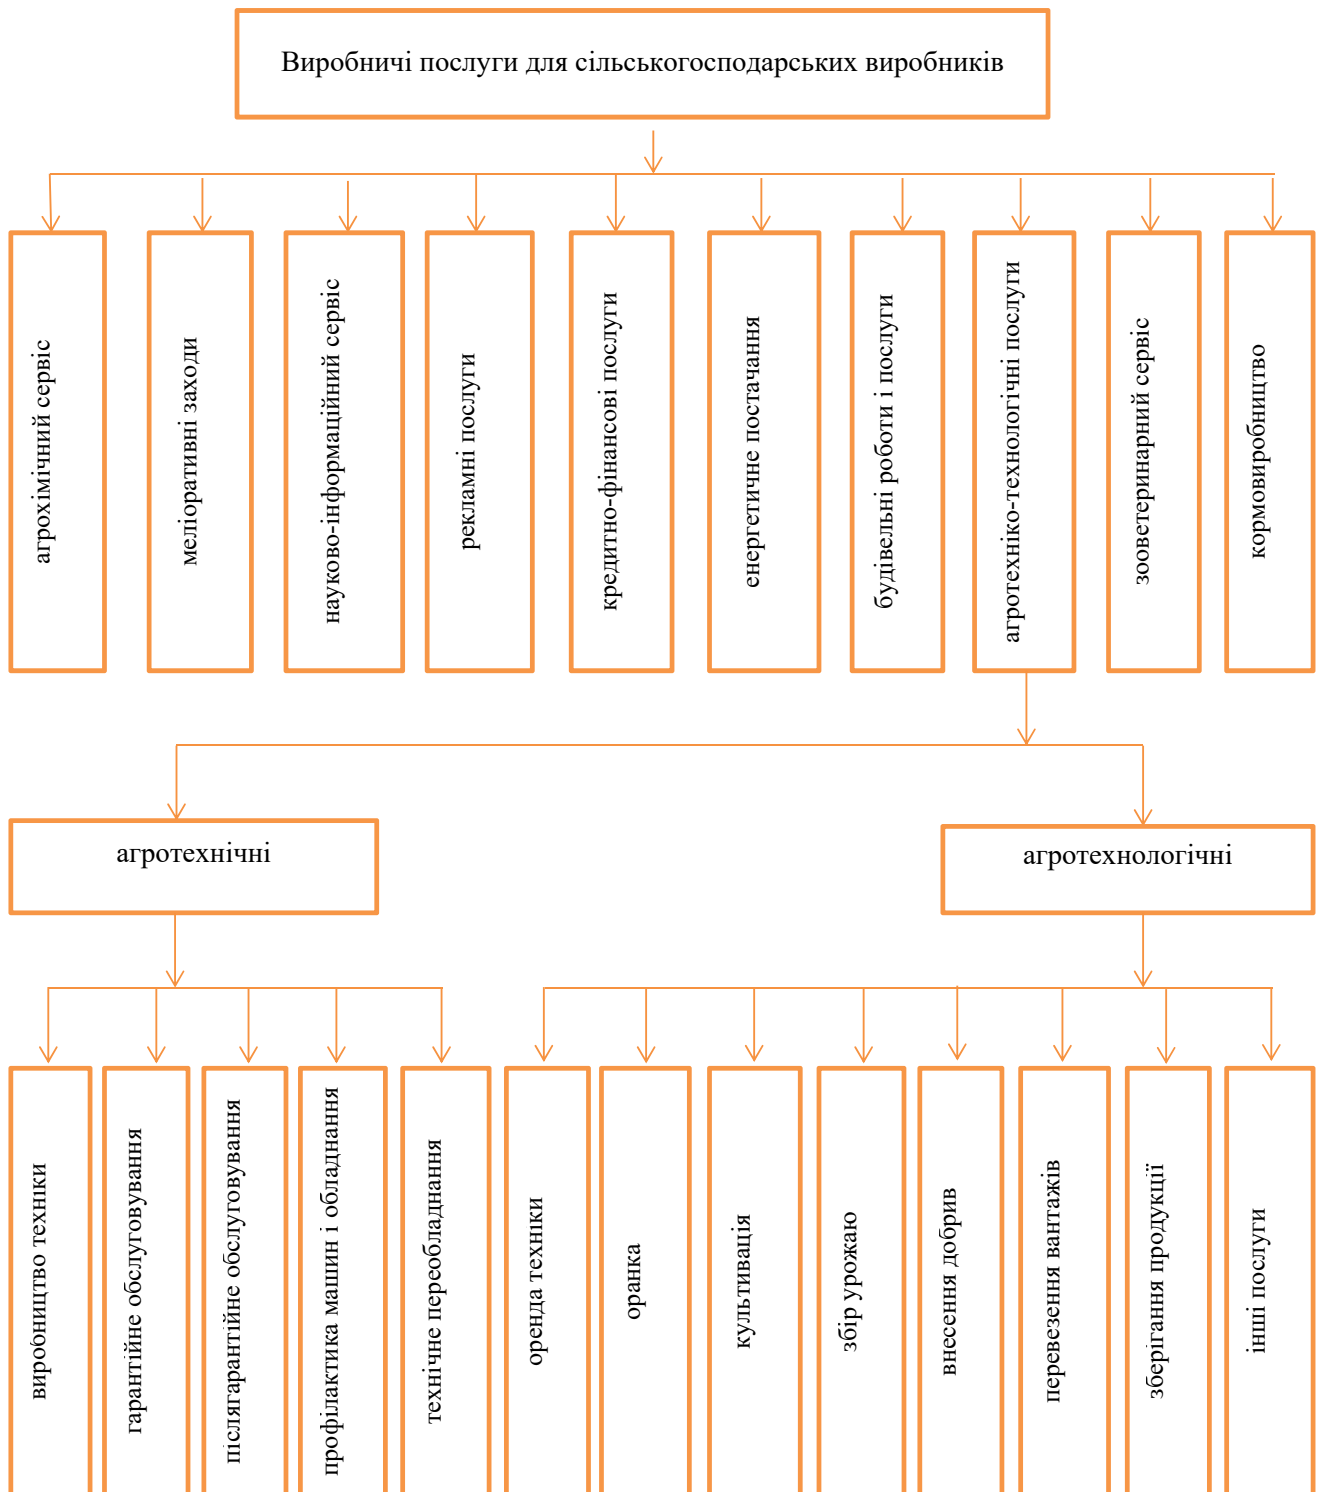 Виробничі послуги для сільськогосподарських виробників
агрохімічний сервіс
меліоративні заходи
науково-інформаційний сервіс
рекламні послуги
кредитно-фінансові послуги
енергетичне постачання
будівельні роботи і послуги
агротехніко-технологічні послуги
зооветеринарний сервіс
кормовиробництво
агротехнічні
агротехнологічні
виробництво техніки
гарантійне обслуговування
післягарантійне обслуговування
профілактика машин і обладнання
технічне переобладнання
оренда техніки
оранка
культивація
збір урожаю
внесення добрив
перевезення вантажів
зберігання продукції
інші послуги